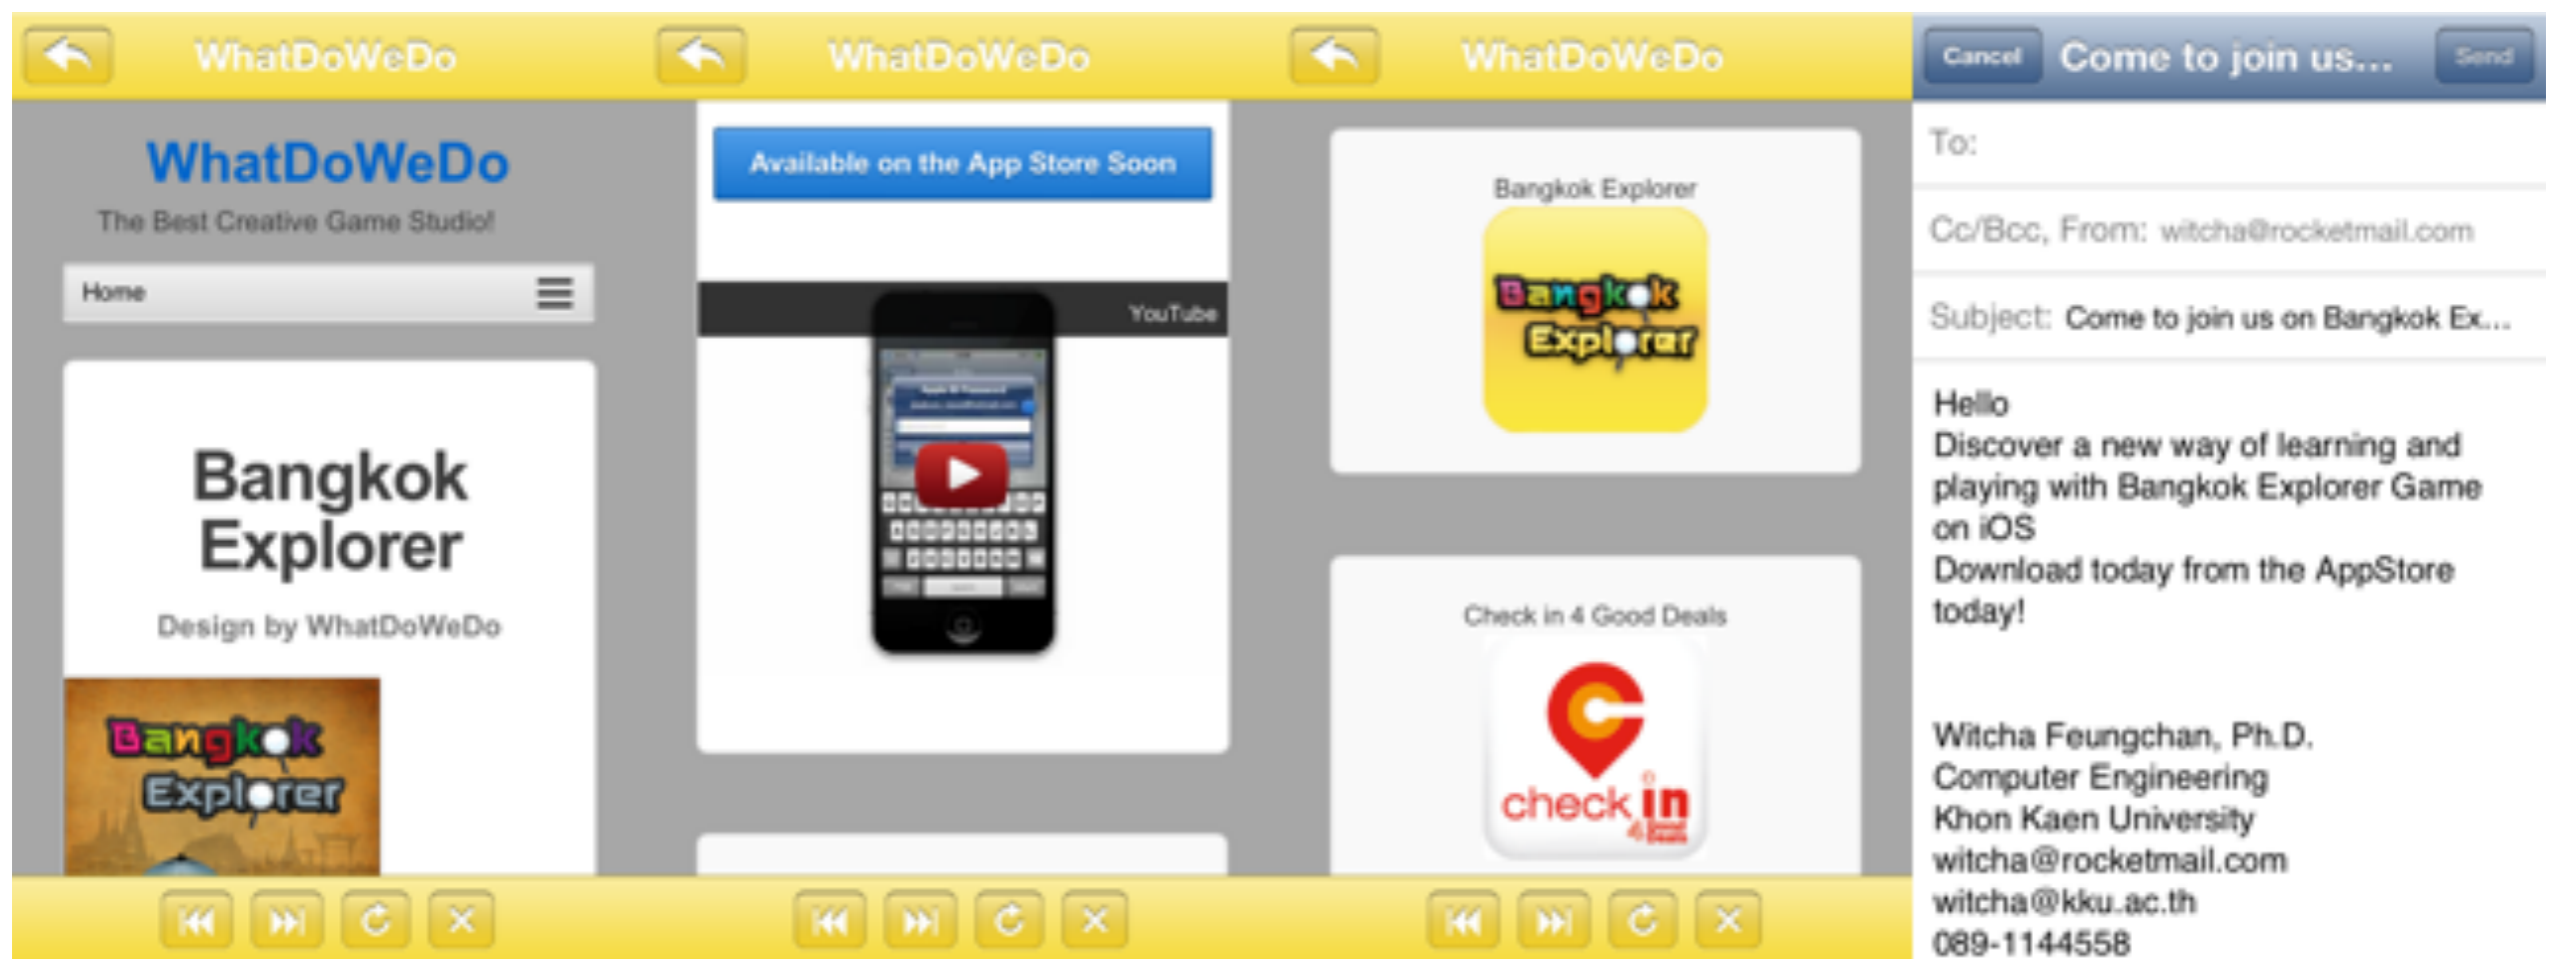 WhatDoWeDo
WhatDoWeDo
The Best Creative Game Studio!
Home
Bangkok
Explorer
Design by WhatDoWeDo
Bangkok
Explorer
WhatDoWeDo
Available on the App Store Soon
YouTube
WhatDoWeDo
Bangkok Explorer
Bangkok
Explorer
Check in 4 Good Deals
check in
4 Good Deals
Cancel
Come to join us...
Send
To:
Cc/Bcc, From: witcha@rocketmail.com
Subject: Come to join us on Bangkok Ex...
Hello
Discover a new way of learning and
playing with Bangkok Explorer Game
on iOS
Download today from the AppStore
today!
Witcha Feungchan, Ph.D.
Computer Engineering
Khon Kaen University
witcha@rocketmail.com
witcha@kku.ac.th
089-1144558